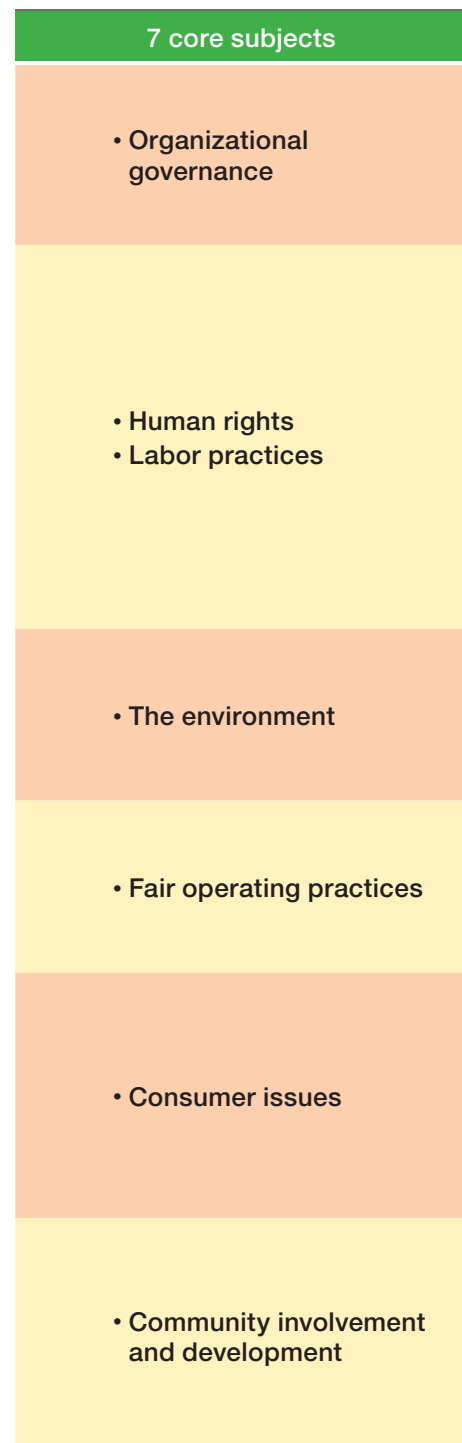 7 core subjects
• Organizational
governance
• Human rights
• Labor practices
• The environment
• Fair operating practices
• Consumer issues
• Community involvement
and development